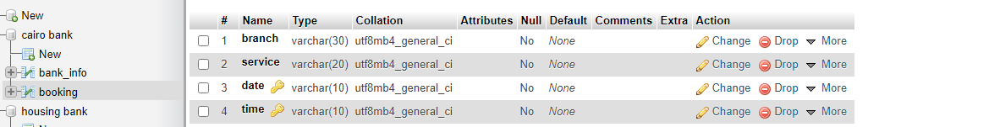 New
cairo bank
New
bank_info
booking
housing bank
# Name Type Collation Attributes Null Default Comments Extra Action
1 branch varchar(30) utf8mb4_general_ci No None Change Drop More
2 service varchar(20) utf8mb4_general_ci No None Change Drop More
3 date varchar(10) utf8mb4_general_ci No None Change Drop More
4 time varchar(10) utf8mb4_general_ci No None Change Drop More